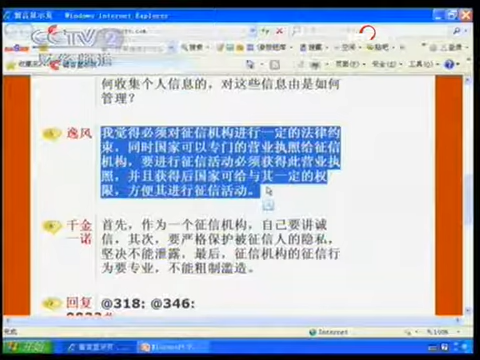 Windows Internet Explorer
CCTV 2
何收集个人信息的，对这些信息由是如何
管理？
逸风
我觉得必须对征信机构进行一定的法律约
束，同时国家可以专门的营业执照给征信
机构，要进行征信活动必须获得此营业执
照，并且获得后国家可给与其一定的权
限，方便其进行征信活动。
千金
一诺
首先，作为一个征信机构，自己要讲诚
信，其次，要严格保护被征信人的隐私，
坚决不能泄露，最后，征信机构的征信行
为要专业，不能粗制滥造。
回复
@318: @346:
完成
Internet
100%